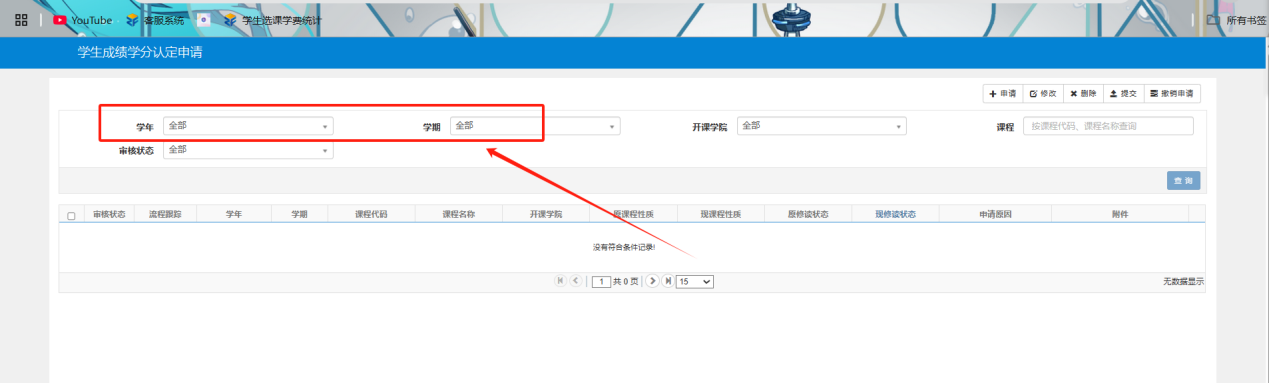 YouTube 客服系统 学生选课学费统计 所有书签
学生成绩学分认定申请
申请 修改 删除 提交 撤销申请
学年 全部 学期 全部 开课学院 全部 课程 按课程代码、课程名称查询
审核状态 全部
查询
审核状态 流程跟踪 学年 学期 课程代码 课程名称 开课学院 原课程性质 现课程性质 原修读状态 现修读状态 申请原因 附件
没有符合条件记录!
1 共 0 页 15 无数据显示